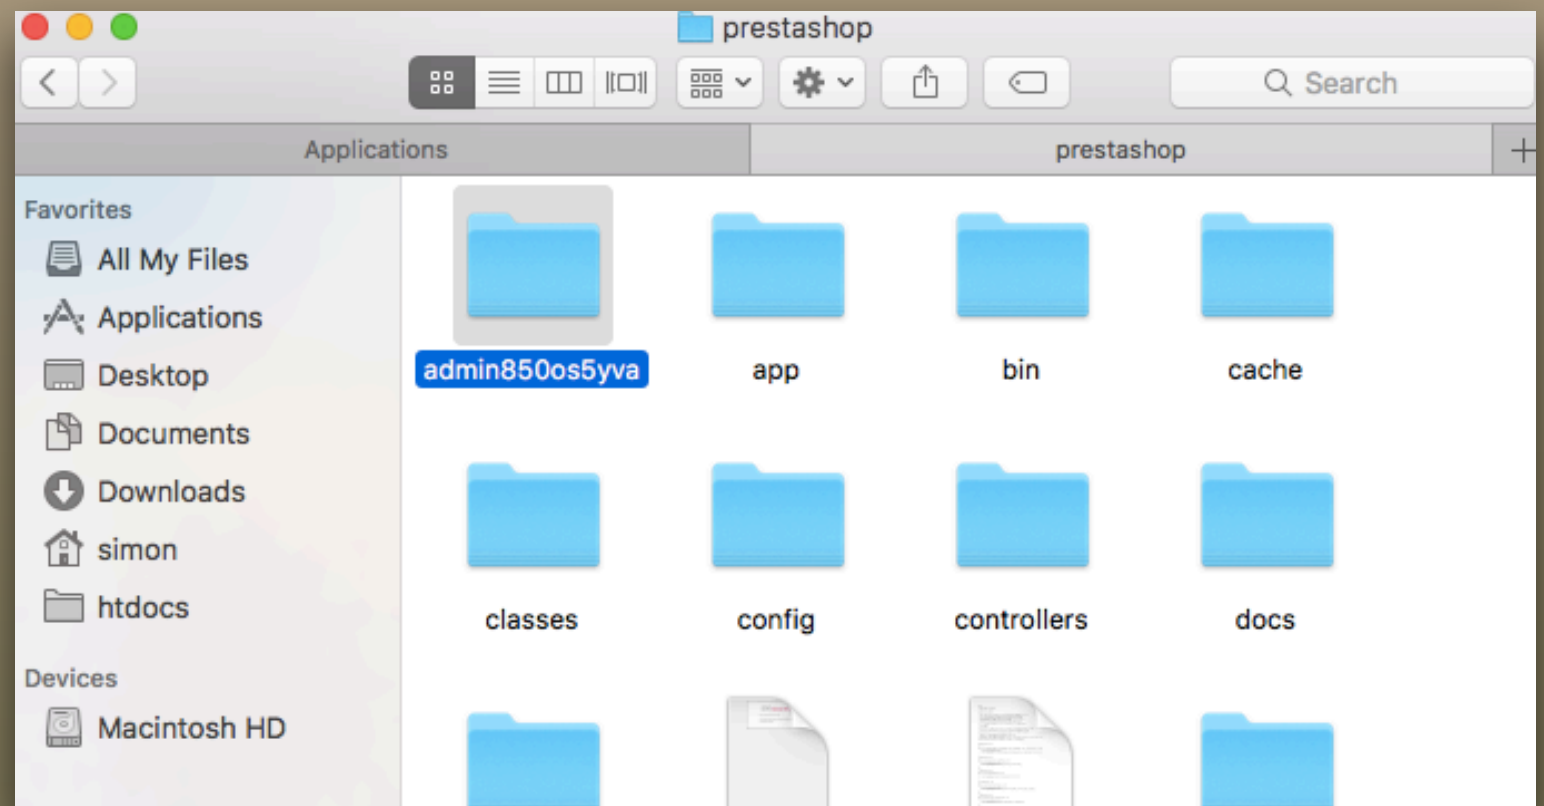 prestashop
Search
Applications
prestashop
Favorites
All My Files
Applications
Desktop
Documents
Downloads
simon
htdocs
Devices
Macintosh HD
admin850os5yva
app
bin
cache
classes
config
controllers
docs